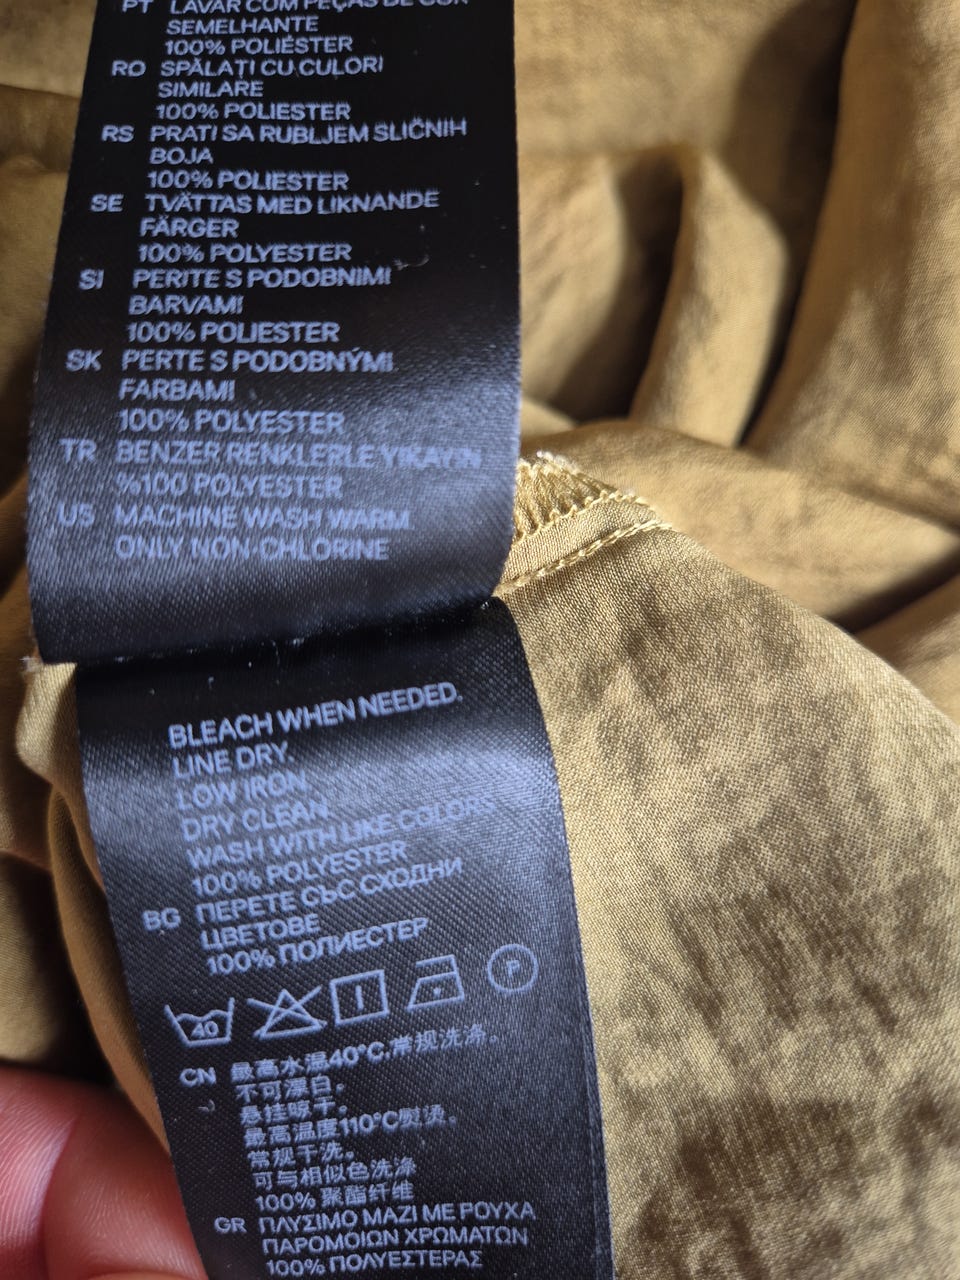 PT LAVAR COM PEÇAS DE COR
SEMELHANTE
100% POLIÉSTER
RO SPĂLAȚI CU CULORI
SIMILARE
100% POLIESTER
RS PRATI SA RUBLJEM SLIČNIH
BOJA
100% POLIESTER
SE TVÄTTAS MED LIKNANDE
FÄRGER
100% POLYESTER
SI PERITE S PODOBNIMI
BARVAMI
100% POLIESTER
SK PERTE S PODOBNÝMI
FARBAMI
100% POLYESTER
TR BENZER RENKLERLE YIKAYIN
%100 POLYESTER
US MACHINE WASH WARM
ONLY NON-CHLORINE
BLEACH WHEN NEEDED.
LINE DRY.
LOW IRON.
DRY CLEAN.
WASH WITH LIKE COLORS
100% POLYESTER
BG ПЕРЕТЕ СЪС СХОДНИ
ЦВЕТОВЕ
100% ПОЛИЕСТЕР
40 P
CN 最高水温40°C.常规洗涤。
不可漂白。
悬挂晾干。
最高温度110°C熨烫。
常规干洗。
可与相似色洗涤
100% 聚酯纤维
GR ΠΛΥΣΙΜΟ ΜΑΖΙ ΜΕ ΡΟΥΧΑ
ΠΑΡΟΜΟΙΩΝ ΧΡΩΜΑΤΩΝ
100% ΠΟΛΥΕΣΤΕΡΑΣ